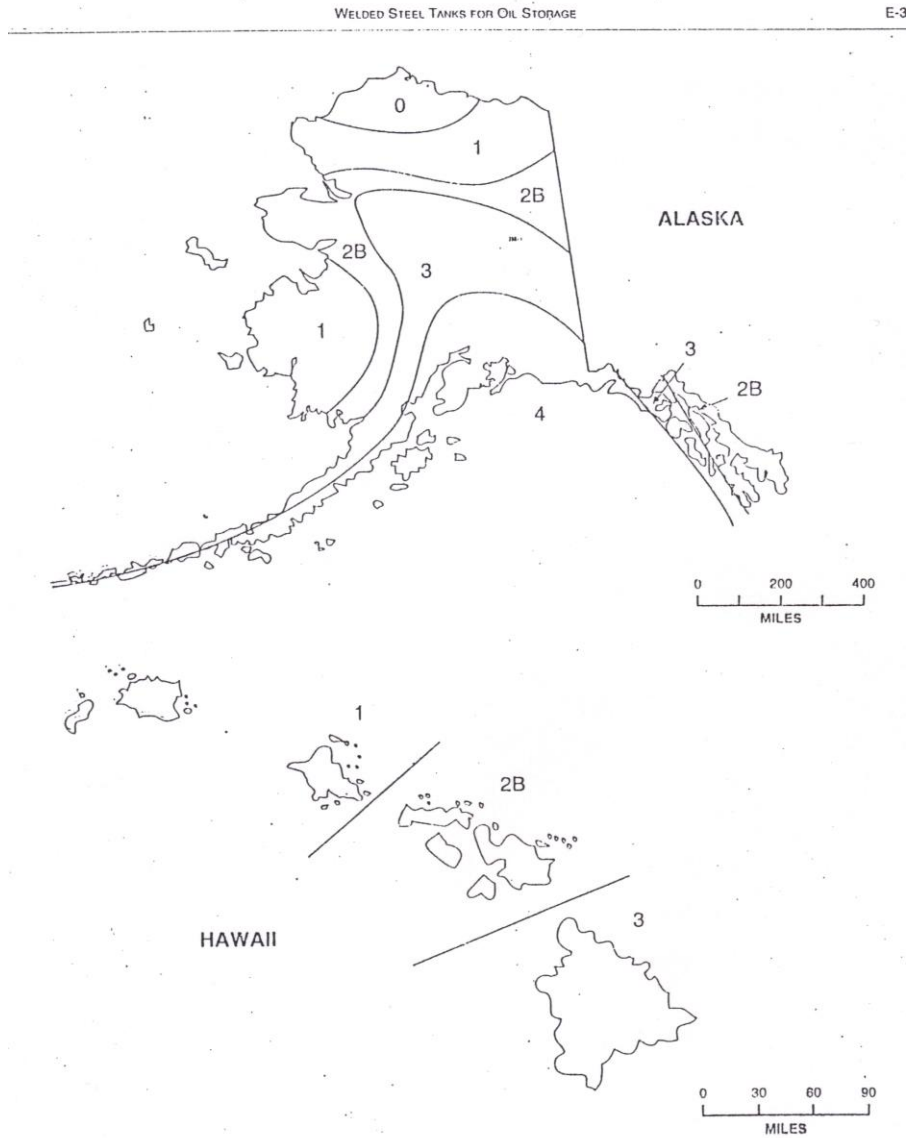 WELDED STEEL TANKS FOR OIL STORAGE
E-3
0
1
2B
ALASKA
2B
3
1
3
2B
4
0 200 400
MILES
1
2B
3
HAWAII
0 30 60 90
MILES